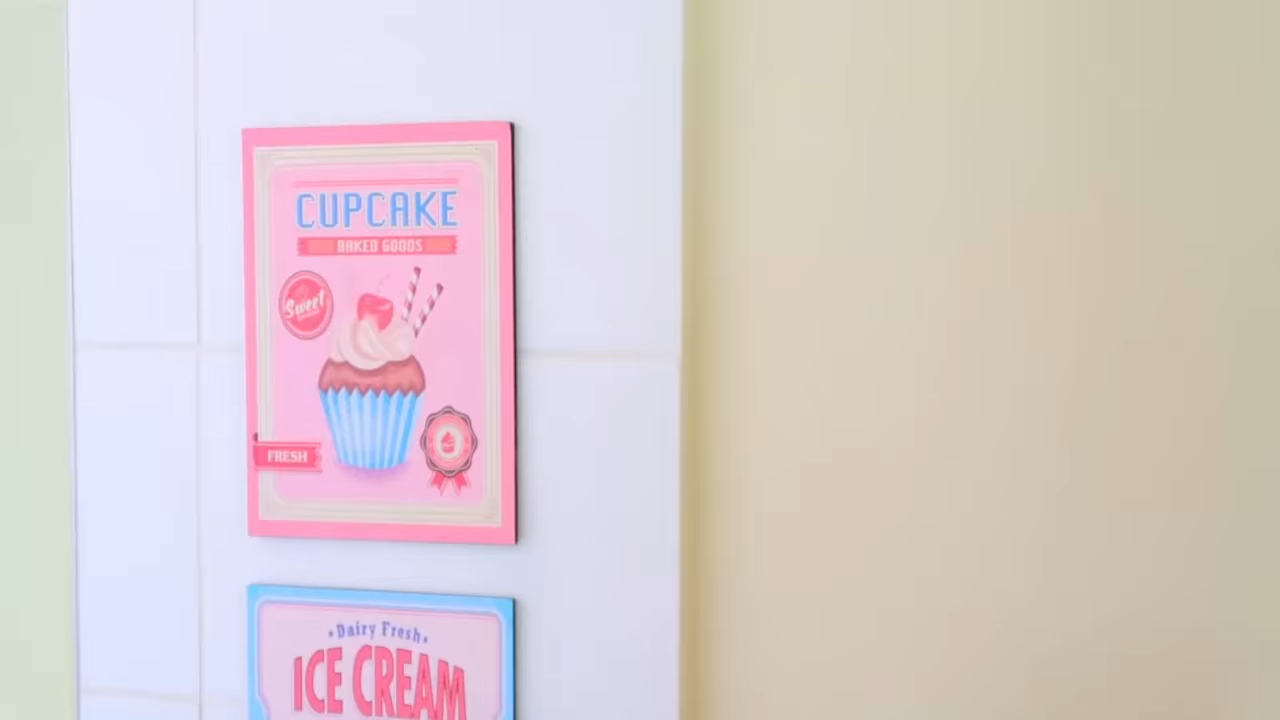 CUPCAKE
BAKED GOODS
Sweet
FRESH
Dairy Fresh
ICE CREAM